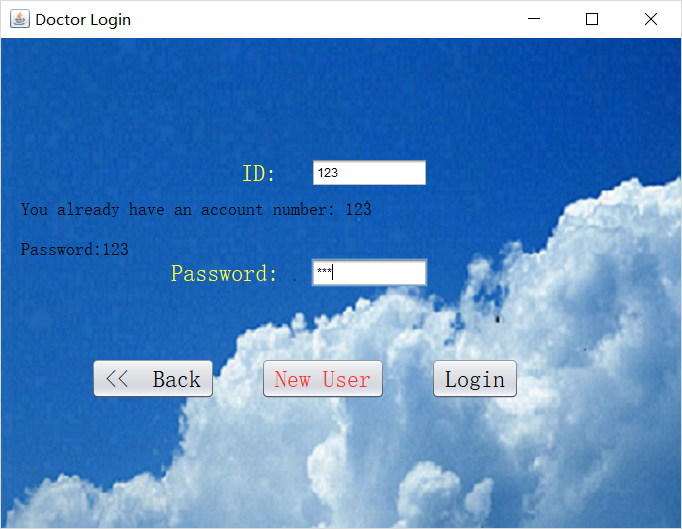 Doctor Login
ID: 123
You already have an account number: 123
Password:123
Password: ***
<< Back New User Login